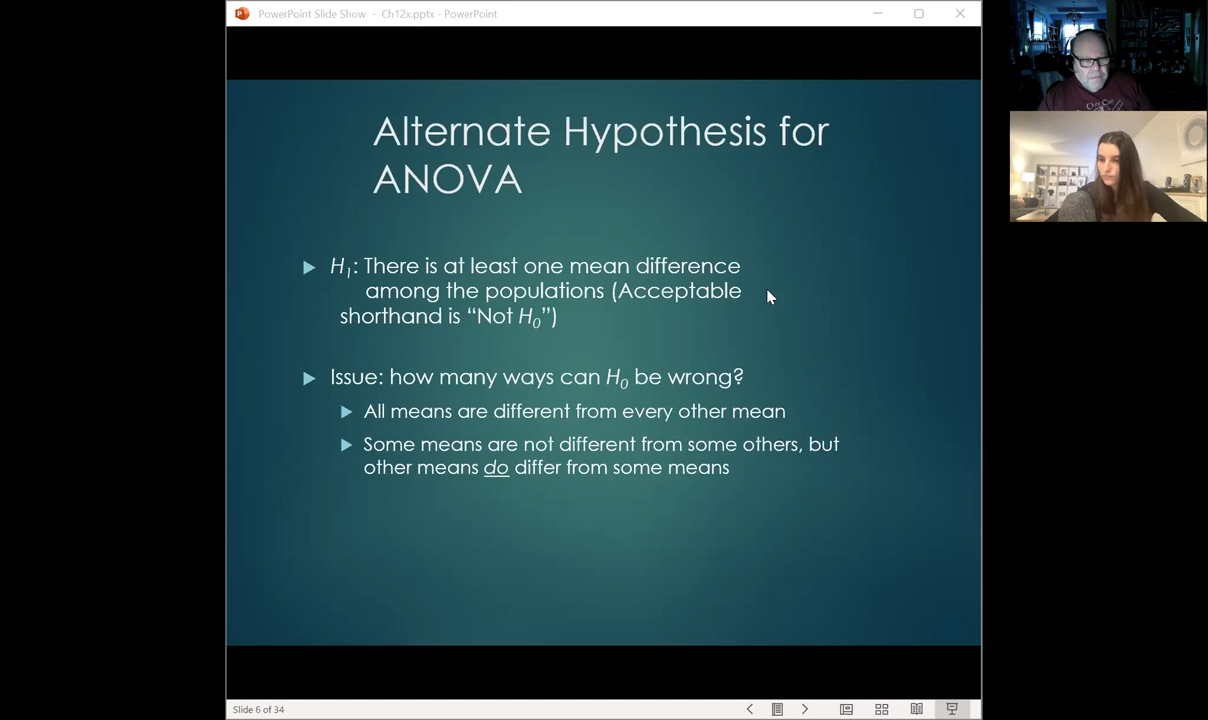 PowerPoint Slide Show - Ch12x.pptx - PowerPoint
Alternate Hypothesis for
ANOVA
H1: There is at least one mean difference
among the populations (Acceptable
shorthand is “Not H0”)
Issue: how many ways can H0 be wrong?
All means are different from every other mean
Some means are not different from some others, but
other means do differ from some means
Slide 6 of 34